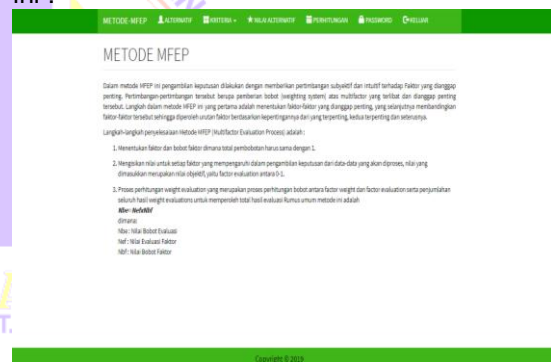 METODE-MFEP ALTERNATIF KRITERIA NILAI ALTERNATIF PERHITUNGAN PASSWORD KELUAR
METODE MFEP
Dalam metode MFEP ini pengambilan keputusan dilakukan dengan memberikan pertimbangan subyektif dan intuitif terhadap Faktor yang dianggap
penting. Pertimbangan-pertimbangan tersebut berupa pemberian bobot (weighting system) atas multifactor yang terlibat dan dianggap penting
tersebut. Langkah dalam metode MFEP ini yang pertama adalah menentukan faktor-faktor yang dianggap penting, yang selanjutnya membandingkan
faktor-faktor tersebut sehingga diperoleh urutan faktor berdasarkan kepentingannya dari yang terpenting, kedua terpenting dan seterusnya.
Langkah-langkah penyelesaian Metode MFEP (Multifactor Evaluation Process) adalah :
1. Menentukan faktor dan bobot faktor dimana total pembobotan harus sama dengan 1.
2. Mengisikan nilai untuk setiap faktor yang mempengaruhi dalam pengambilan keputusan dari data-data yang akan diproses, nilai yang
dimasukkan merupakan nilai objektif, yaitu factor evaluation antara 0-1.
3. Proses perhitungan weight evaluation yang merupakan proses perhitungan bobot antara factor weight dan factor evaluation serta penjumlahan
seluruh hasil weight evaluations untuk memperoleh total hasil evaluasi Rumus umum metode ini adalah
Nbe= NefxNbf
dimana:
Nbe : Nilai Bobot Evaluasi
Nef : Nilai Evaluasi Faktor
Nbf : Nilai Bobot Faktor
T.
Copyright © 2019